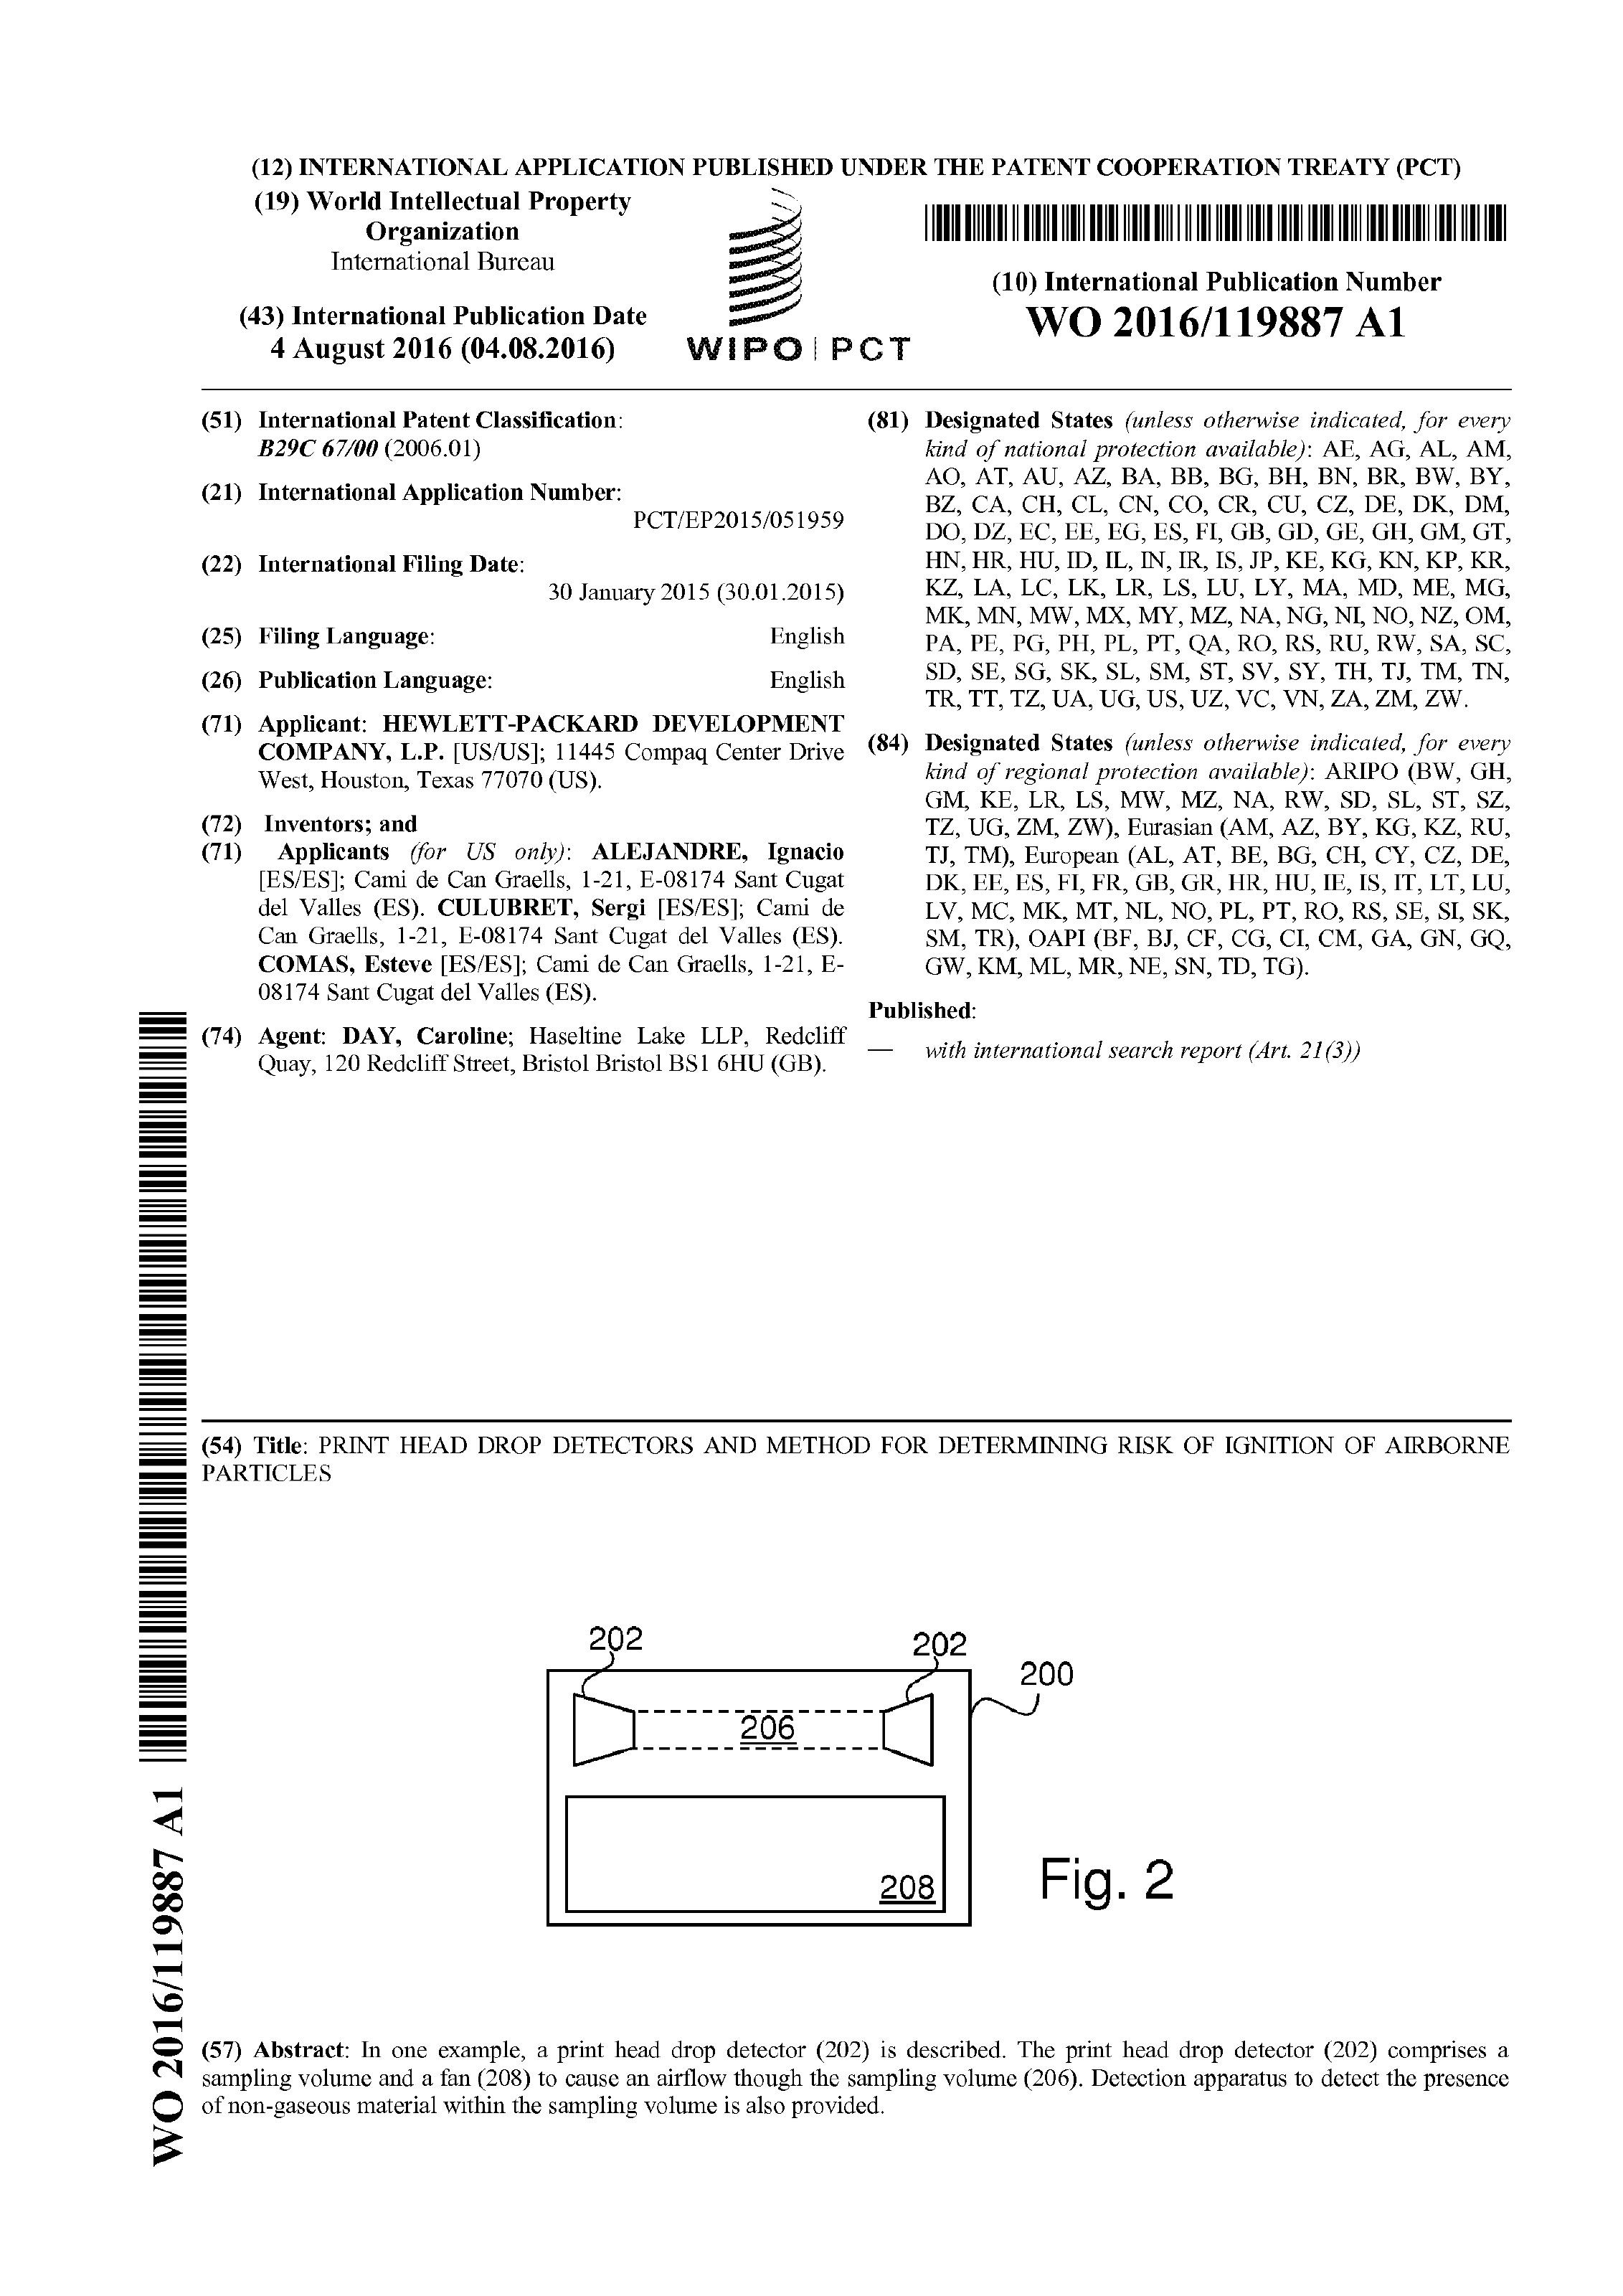 (12) INTERNATIONAL APPLICATION PUBLISHED UNDER THE PATENT COOPERATION TREATY (PCT)
(19) World Intellectual Property
Organization
International Bureau
(43) International Publication Date
4 August 2016 (04.08.2016)
WIPO | PCT
(10) International Publication Number
WO 2016/119887 A1
(51) International Patent Classification:
B29C 67/00 (2006.01)
(21) International Application Number:
PCT/EP2015/051959
(22) International Filing Date:
30 January 2015 (30.01.2015)
(25) Filing Language: English
(26) Publication Language: English
(71) Applicant: HEWLETT-PACKARD DEVELOPMENT
COMPANY, L.P. [US/US]; 11445 Compaq Center Drive
West, Houston, Texas 77070 (US).
(72) Inventors; and
(71) Applicants (for US only): ALEJANDRE, Ignacio
[ES/ES]; Cami de Can Graells, 1-21, E-08174 Sant Cugat
del Valles (ES). CULUBRET, Sergi [ES/ES]; Cami de
Can Graells, 1-21, E-08174 Sant Cugat del Valles (ES).
COMAS, Esteve [ES/ES]; Cami de Can Graells, 1-21, E-
08174 Sant Cugat del Valles (ES).
(74) Agent: DAY, Caroline; Haseltine Lake LLP, Redcliff
Quay, 120 Redcliff Street, Bristol Bristol BS1 6HU (GB).
(81) Designated States (unless otherwise indicated, for every
kind of national protection available): AE, AG, AL, AM,
AO, AT, AU, AZ, BA, BB, BG, BH, BN, BR, BW, BY,
BZ, CA, CH, CL, CN, CO, CR, CU, CZ, DE, DK, DM,
DO, DZ, EC, EE, EG, ES, FI, GB, GD, GE, GH, GM, GT,
HN, HR, HU, ID, IL, IN, IR, IS, JP, KE, KG, KN, KP, KR,
KZ, LA, LC, LK, LR, LS, LU, LY, MA, MD, ME, MG,
MK, MN, MW, MX, MY, MZ, NA, NG, NI, NO, NZ, OM,
PA, PE, PG, PH, PL, PT, QA, RO, RS, RU, RW, SA, SC,
SD, SE, SG, SK, SL, SM, ST, SV, SY, TH, TJ, TM, TN,
TR, TT, TZ, UA, UG, US, UZ, VC, VN, ZA, ZM, ZW.
(84) Designated States (unless otherwise indicated, for every
kind of regional protection available): ARIPO (BW, GH,
GM, KE, LR, LS, MW, MZ, NA, RW, SD, SL, ST, SZ,
TZ, UG, ZM, ZW), Eurasian (AM, AZ, BY, KG, KZ, RU,
TJ, TM), European (AL, AT, BE, BG, CH, CY, CZ, DE,
DK, EE, ES, FI, FR, GB, GR, HR, HU, IE, IS, IT, LT, LU,
LV, MC, MK, MT, NL, NO, PL, PT, RO, RS, SE, SI, SK,
SM, TR), OAPI (BF, BJ, CF, CG, CI, CM, GA, GN, GQ,
GW, KM, ML, MR, NE, SN, TD, TG).
Published:
— with international search report (Art. 21(3))
(54) Title: PRINT HEAD DROP DETECTORS AND METHOD FOR DETERMINING RISK OF IGNITION OF AIRBORNE
PARTICLES
202
202
200
206
208
Fig. 2
(57) Abstract: In one example, a print head drop detector (202) is described. The print head drop detector (202) comprises a
sampling volume and a fan (208) to cause an airflow though the sampling volume (206). Detection apparatus to detect the presence
of non-gaseous material within the sampling volume is also provided.
WO 2016/119887 A1